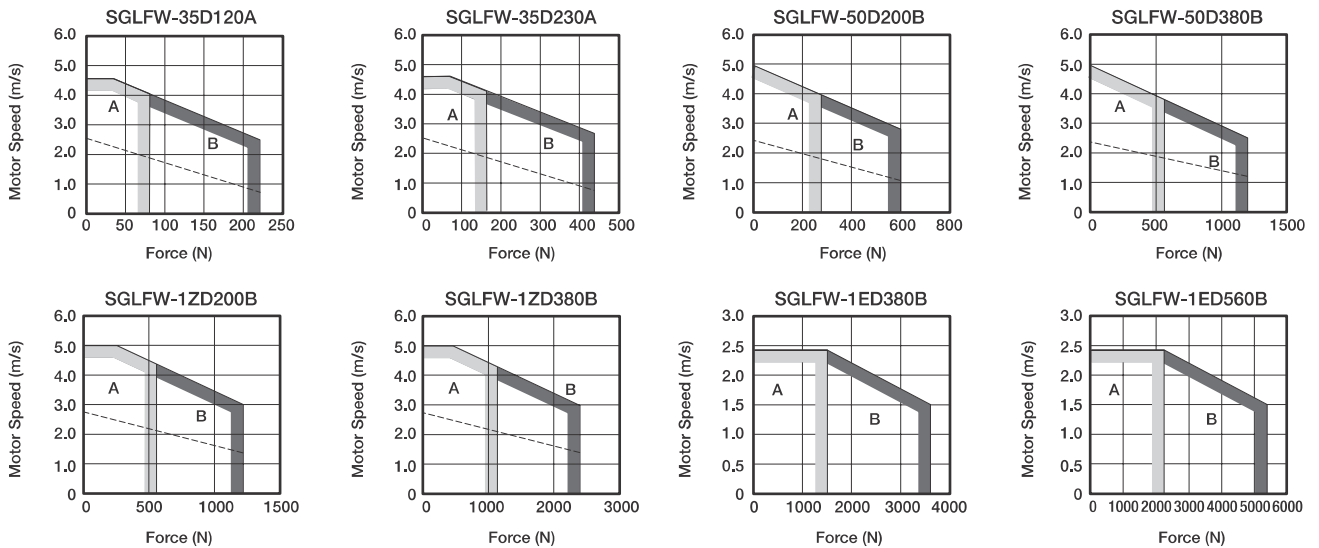 SGLFW-35D120A
Motor Speed (m/s)
6.0
5.0
4.0
3.0
2.0
1.0
0
A
B
0 50 100 150 200 250
Force (N)
SGLFW-35D230A
Motor Speed (m/s)
6.0
5.0
4.0
3.0
2.0
1.0
0
A
B
0 100 200 300 400 500
Force (N)
SGLFW-50D200B
Motor Speed (m/s)
6.0
5.0
4.0
3.0
2.0
1.0
0
A
B
0 200 400 600 800
Force (N)
SGLFW-50D380B
Motor Speed (m/s)
6.0
5.0
4.0
3.0
2.0
1.0
0
A
B
0 500 1000 1500
Force (N)
SGLFW-1ZD200B
Motor Speed (m/s)
6.0
5.0
4.0
3.0
2.0
1.0
0
A
B
0 500 1000 1500
Force (N)
SGLFW-1ZD380B
Motor Speed (m/s)
6.0
5.0
4.0
3.0
2.0
1.0
0
A
B
0 1000 2000 3000
Force (N)
SGLFW-1ED380B
Motor Speed (m/s)
3.0
2.5
2.0
1.5
1.0
0.5
0
A
B
0 1000 2000 3000 4000
Force (N)
SGLFW-1ED560B
Motor Speed (m/s)
3.0
2.5
2.0
1.5
1.0
0.5
0
A
B
0 1000 2000 3000 4000 5000 6000
Force (N)